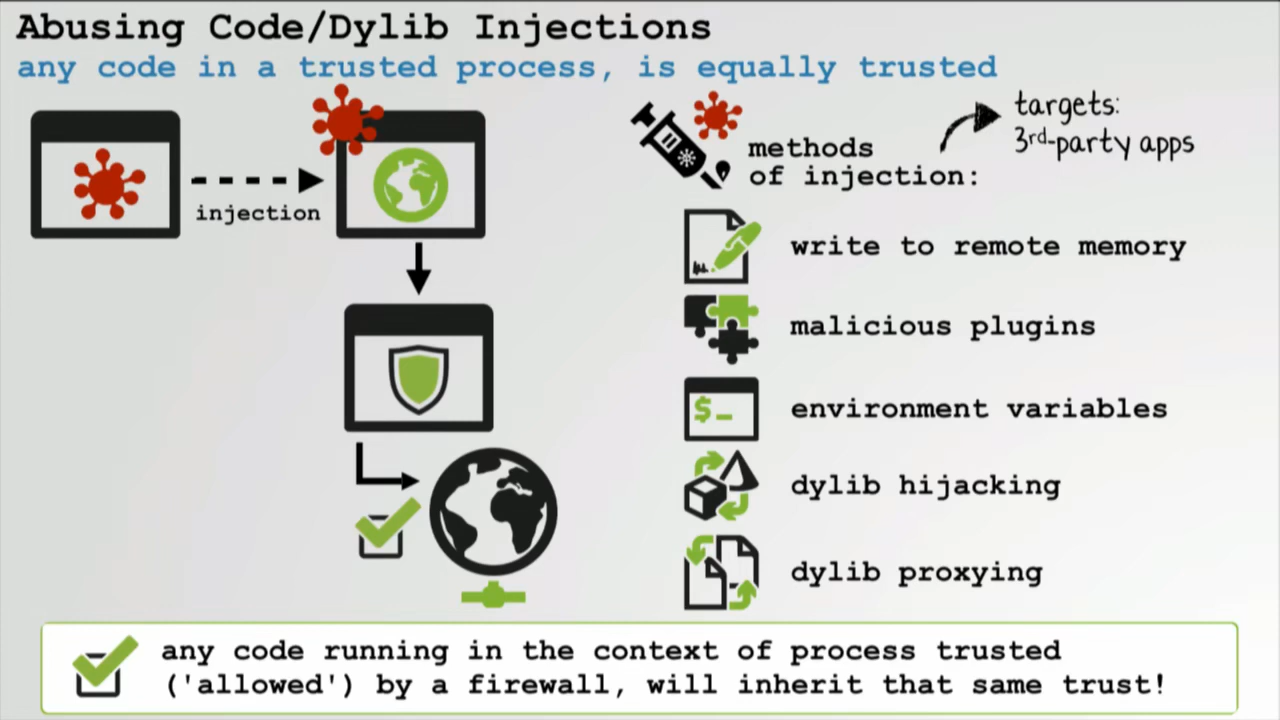 Abusing Code/Dylib Injections
any code in a trusted process, is equally trusted
injection
methods
of injection:
targets:
3rd-party apps
write to remote memory
malicious plugins
$_
environment variables
dylib hijacking
dylib proxying
any code running in the context of process trusted
('allowed') by a firewall, will inherit that same trust!